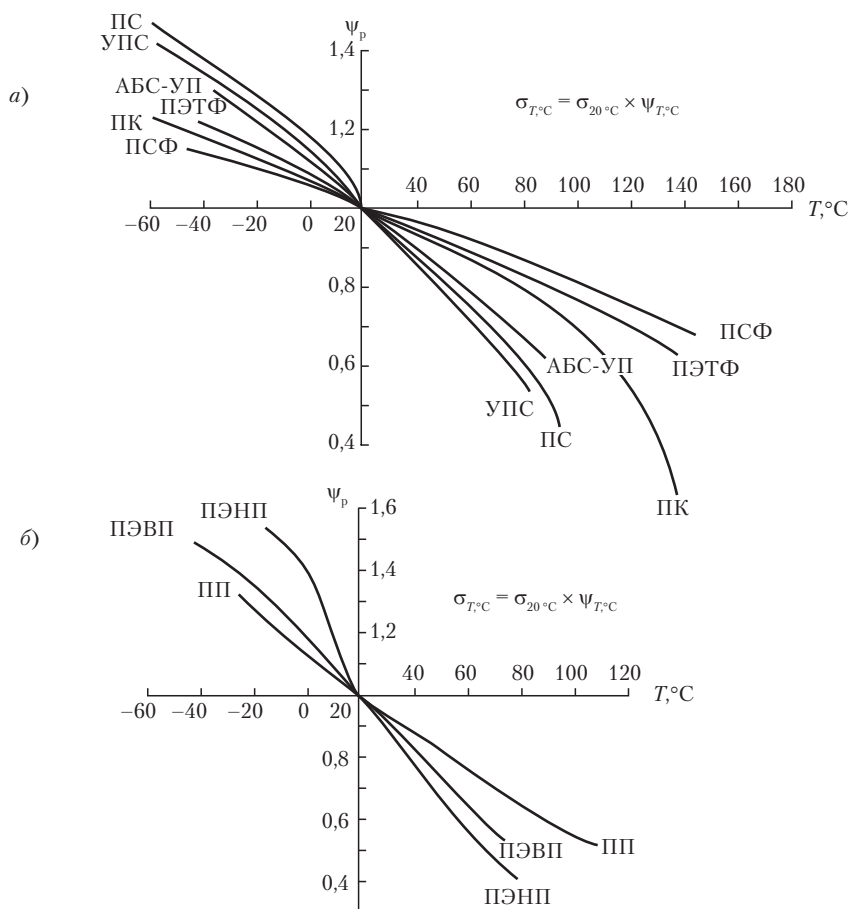 а)
ψр
1,4
1,2
0,8
0,6
0,4
ПС
УПС
АБС-УП
ПЭТФ
ПК
ПСФ
σT,°C = σ20 °C × ψT,°C
40 60 80 100 120 140 160 180
−60 −40 −20 0 20
T,°C
ПСФ
ПЭТФ
АБС-УП
УПС
ПС
ПК
б)
ψр
1,6
1,4
1,2
0,8
0,6
0,4
ПЭНП
ПЭВП
ПП
σT,°C = σ20 °C × ψT,°C
40 60 80 100 120
−60 −40 −20 0 20
T,°C
ПП
ПЭВП
ПЭНП